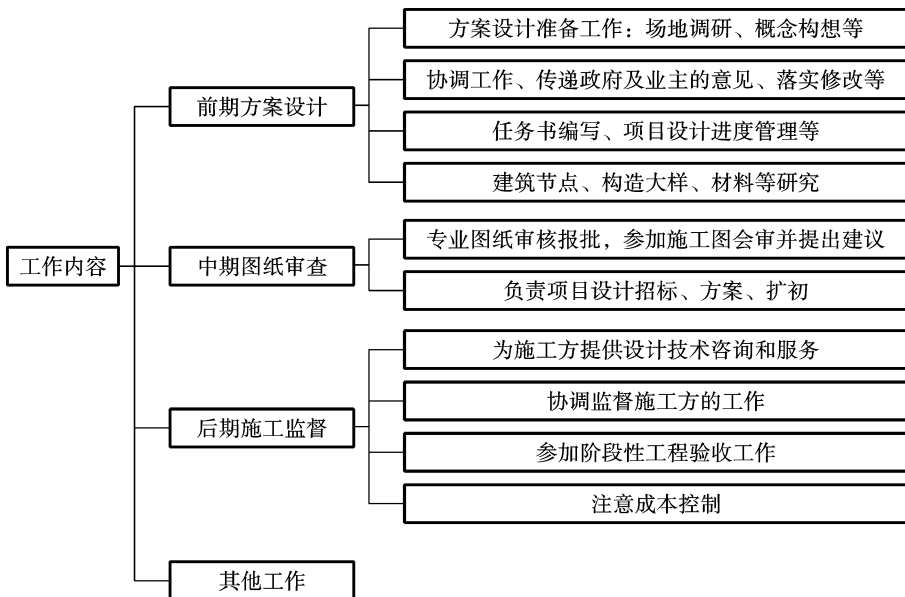 工作内容
前期方案设计
方案设计准备工作：场地调研、概念构想等
协调工作、传递政府及业主的意见、落实修改等
任务书编写、项目设计进度管理等
建筑节点、构造大样、材料等研究
中期图纸审查
专业图纸审核报批，参加施工图会审并提出建议
负责项目设计招标、方案、扩初
后期施工监督
为施工方提供设计技术咨询和服务
协调监督施工方的工作
参加阶段性工程验收工作
注意成本控制
其他工作